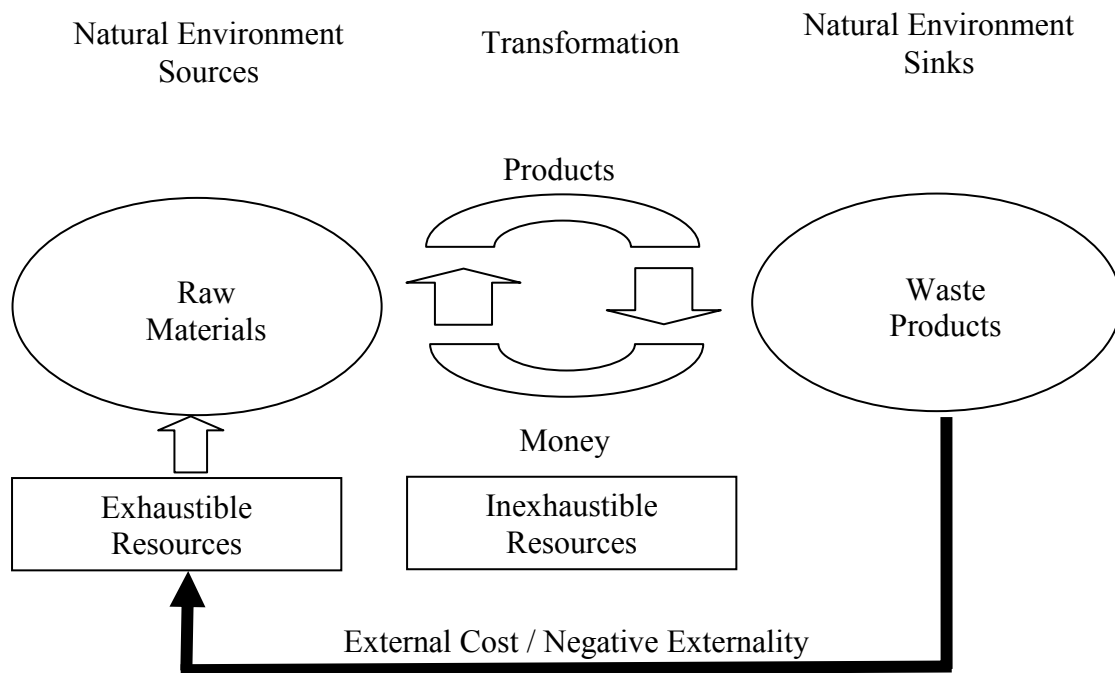 Natural Environment
Sources
Transformation
Natural Environment
Sinks
Products
Raw
Materials
Waste
Products
Money
Exhaustible
Resources
Inexhaustible
Resources
External Cost / Negative Externality